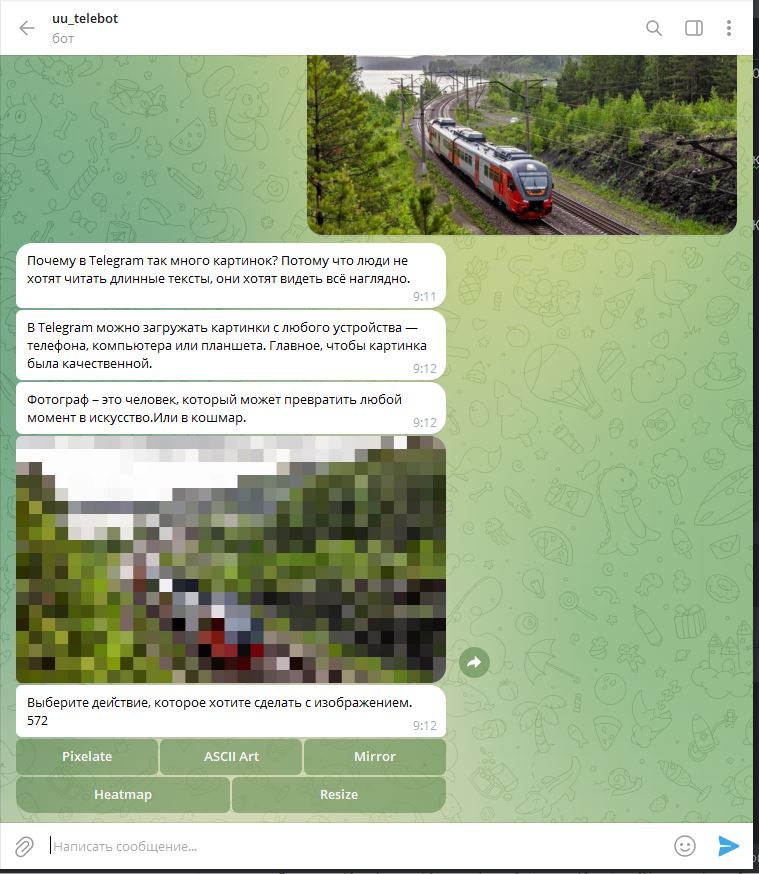 uu_telebot
бот
Почему в Telegram так много картинок? Потому что люди не
хотят читать длинные тексты, они хотят видеть всё наглядно.
9:11
В Telegram можно загружать картинки с любого устройства —
телефона, компьютера или планшета. Главное, чтобы картинка
была качественной.
9:12
Фотограф – это человек, который может превратить любой
момент в искусство.Или в кошмар.
9:12
Выберите действие, которое хотите сделать с изображением.
572
9:12
Pixelate
ASCII Art
Mirror
Heatmap
Resize
Написать сообщение...